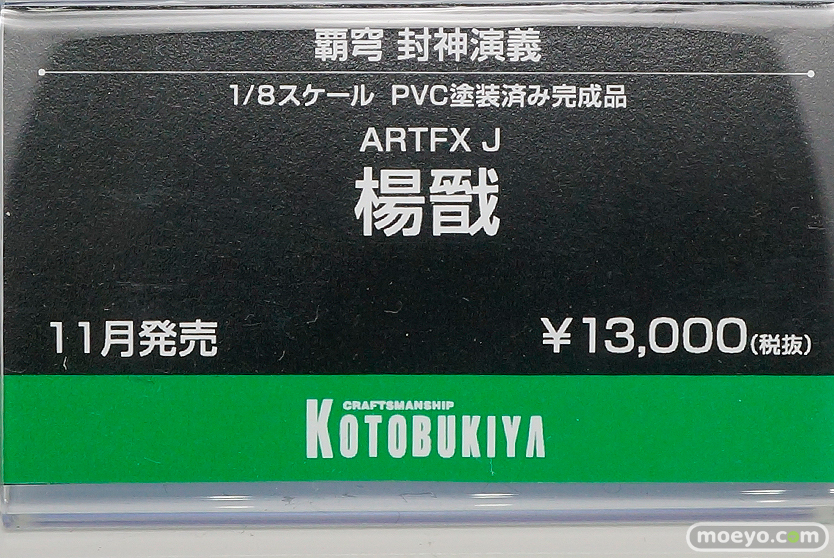 覇穹 封神演義
1/8スケール PVC塗装済み完成品
ARTFX J
楊戩
11月発売
￥13,000(税抜)
CRAFTSMANSHIP
KOTOBUKIYA
moeyo.com